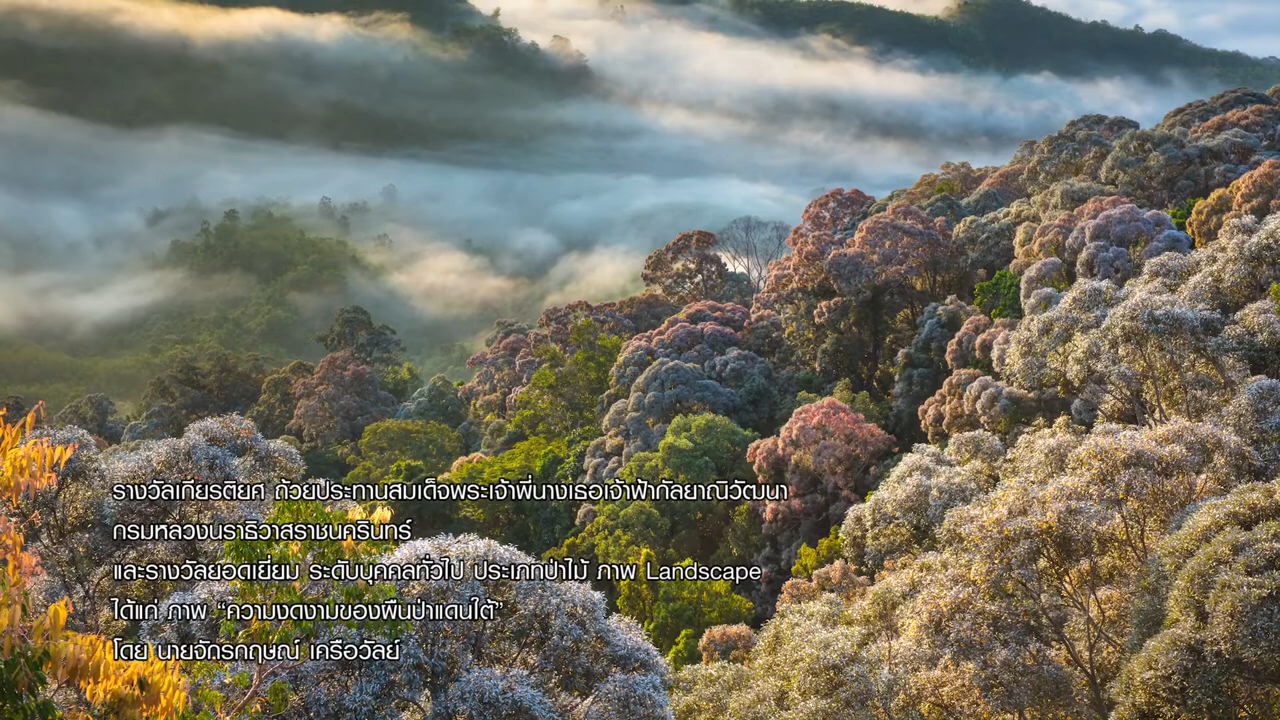 รางวัลเกียรติยศ ถ้วยประทานสมเด็จพระเจ้าพี่นางเธอเจ้าฟ้ากัลยาณิวัฒนา
กรมหลวงนราธิวาสราชนครินทร์
และรางวัลยอดเยี่ยม ระดับบุคคลทั่วไป ประเภทป่าไม้ ภาพ Landscape
ได้แก่ ภาพ “ความงดงามของผืนป่าแดนใต้”
โดย นายจักรกฤษณ์ เครือวัลย์